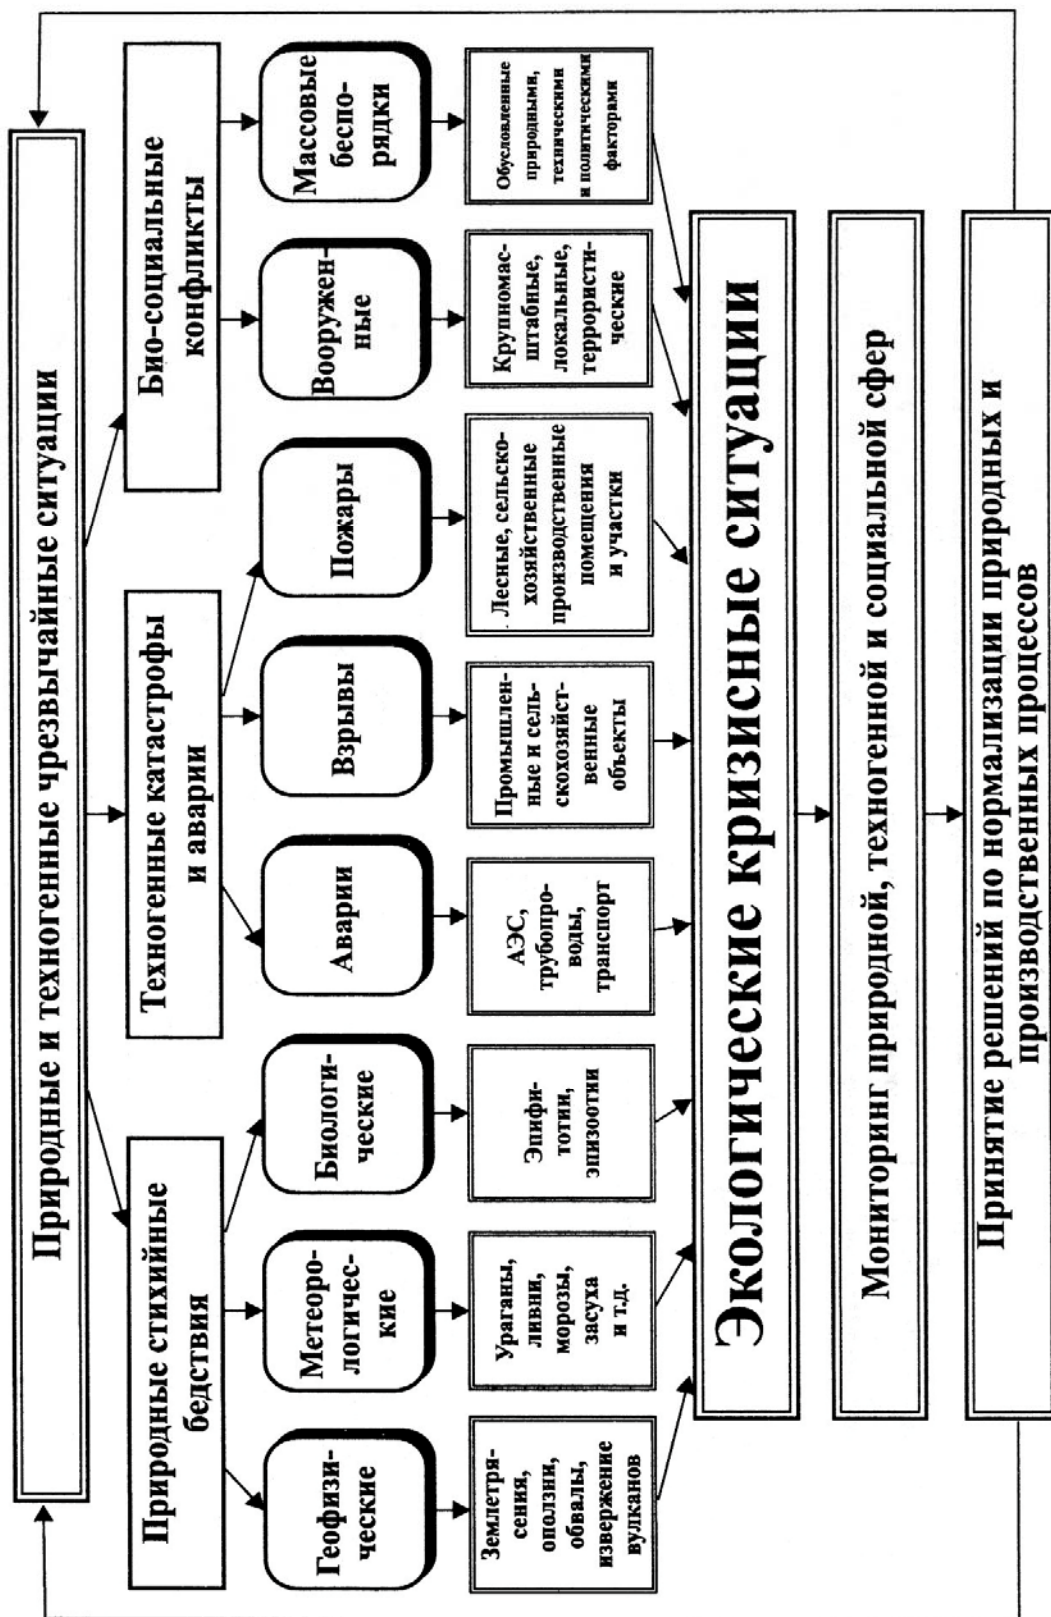 Природные и техногенные чрезвычайные ситуации
Природные стихийные
бедствия
Техногенные катастрофы
и аварии
Био-социальные
конфликты
Геофизи-
ческие
Метеоро-
логичес-
кие
Биологи-
ческие
Аварии
Взрывы
Пожары
Вооружен-
ные
Массовые
беспо-
рядки
Землетря-
сения,
оползни,
обвалы,
извержение
вулканов
Ураганы,
ливни,
морозы,
засуха
и т.д.
Эпифи-
тотии,
эпизоотии
АЭС,
трубопро-
воды,
транспорт
Промышлен-
ные и сель-
скохозяйст-
венные
объекты
Лесные, сельско-
хозяйственные
производственные
помещения
и участки
Крупномас-
штабные,
локальные,
террористи-
ческие
Обусловленные
природными,
техническими
и политическими
факторами
Экологические кризисные ситуации
Мониторинг природной, техногенной и социальной сфер
Принятие решений по нормализации природных и
производственных процессов